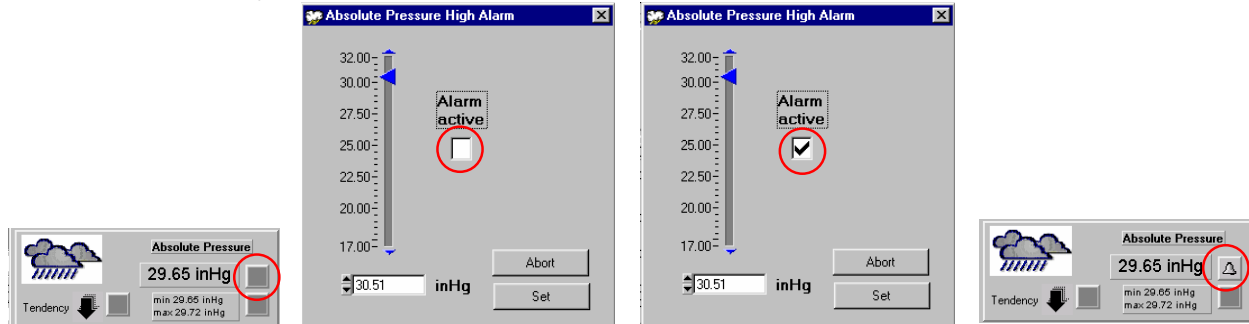 Absolute Pressure
29.65 inHg
Tendency
min 29.65 inHg
max 29.72 inHg
Absolute Pressure High Alarm
32.00
30.00
27.50
25.00
22.50
20.00
17.00
Alarm
active
30.51 inHg
Abort
Set
Absolute Pressure High Alarm
32.00
30.00
27.50
25.00
22.50
20.00
17.00
Alarm
active
30.51 inHg
Abort
Set
Absolute Pressure
29.65 inHg
Tendency
min 29.65 inHg
max 29.72 inHg